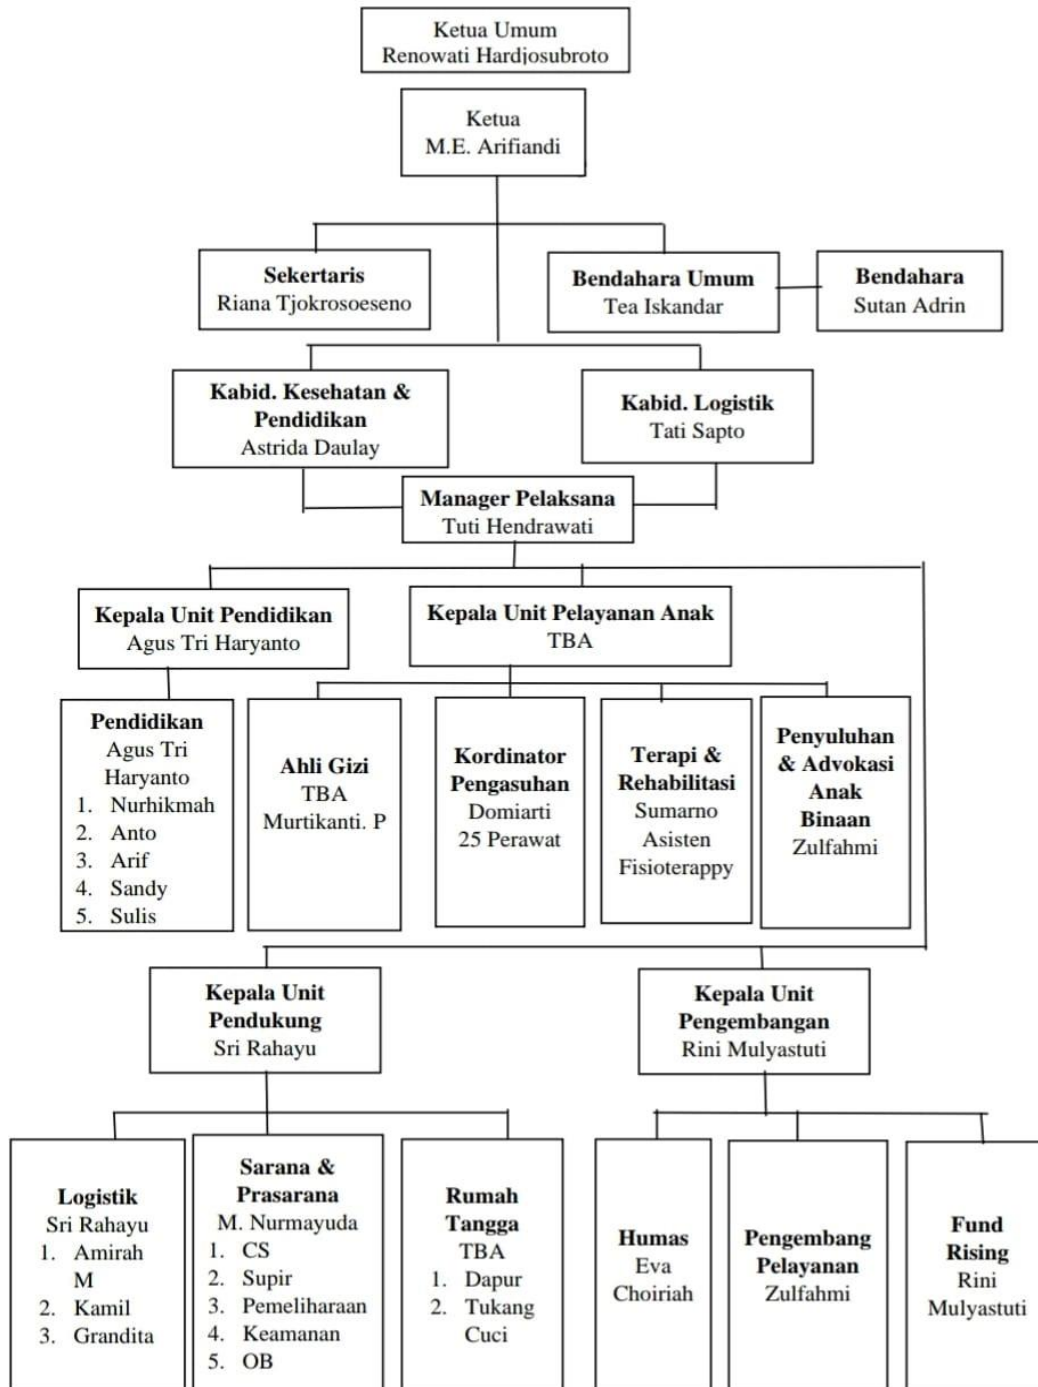 Ketua Umum
Renowati Hardjosubroto
Ketua
M.E. Arifiandi
Sekertaris
Riana Tjokrosoeseno
Bendahara Umum
Tea Iskandar
Bendahara
Sutan Adrin
Kabid. Kesehatan &
Pendidikan
Astrida Daulay
Kabid. Logistik
Tati Sapto
Manager Pelaksana
Tuti Hendrawati
Kepala Unit Pendidikan
Agus Tri Haryanto
Kepala Unit Pelayanan Anak
TBA
Pendidikan
Agus Tri
Haryanto
1. Nurhikmah
2. Anto
3. Arif
4. Sandy
5. Sulis
Ahli Gizi
TBA
Murtikanti. P
Kordinator
Pengasuhan
Domiarti
25 Perawat
Terapi &
Rehabilitasi
Sumarno
Asisten
Fisioterappy
Penyuluhan
& Advokasi
Anak
Binaan
Zulfahmi
Kepala Unit
Pendukung
Sri Rahayu
Kepala Unit
Pengembangan
Rini Mulyastuti
Logistik
Sri Rahayu
1. Amirah
M
2. Kamil
3. Grandita
Sarana &
Prasarana
M. Nurmayuda
1. CS
2. Supir
3. Pemeliharaan
4. Keamanan
5. OB
Rumah
Tangga
TBA
1. Dapur
2. Tukang
Cuci
Humas
Eva
Choiriah
Pengembang
Pelayanan
Zulfahmi
Fund
Rising
Rini
Mulyastuti